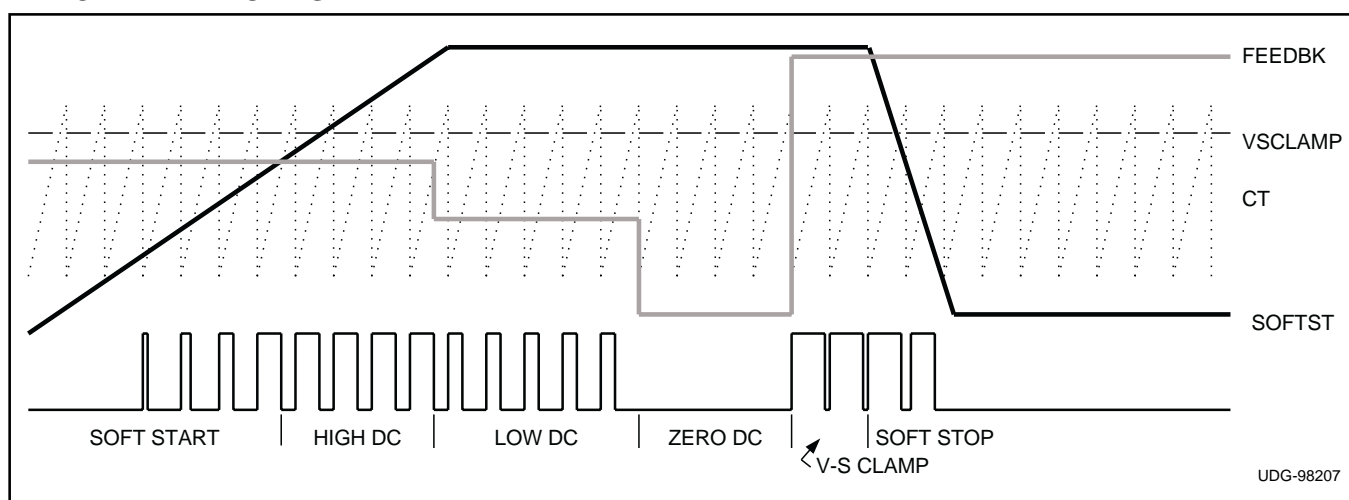 FEEDBK
VSCLAMP
CT
SOFTST
SOFT START
HIGH DC
LOW DC
ZERO DC
SOFT STOP
V-S CLAMP
UDG-98207